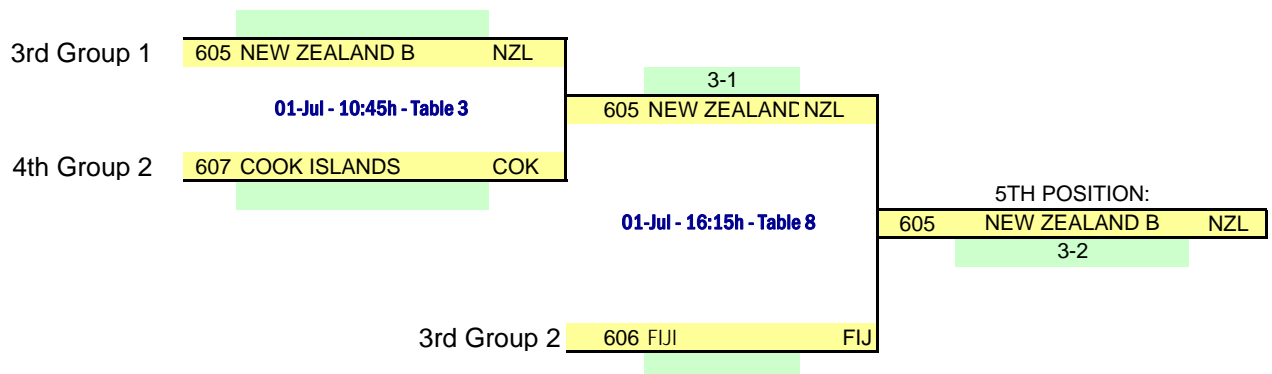 3rd Group 1 605 NEW ZEALAND B NZL
3-1
01-Jul - 10:45h - Table 3
605 NEW ZEALAND NZL
4th Group 2 607 COOK ISLANDS COK
5TH POSITION:
01-Jul - 16:15h - Table 8
605 NEW ZEALAND B NZL
3-2
3rd Group 2 606 FIJI FIJ